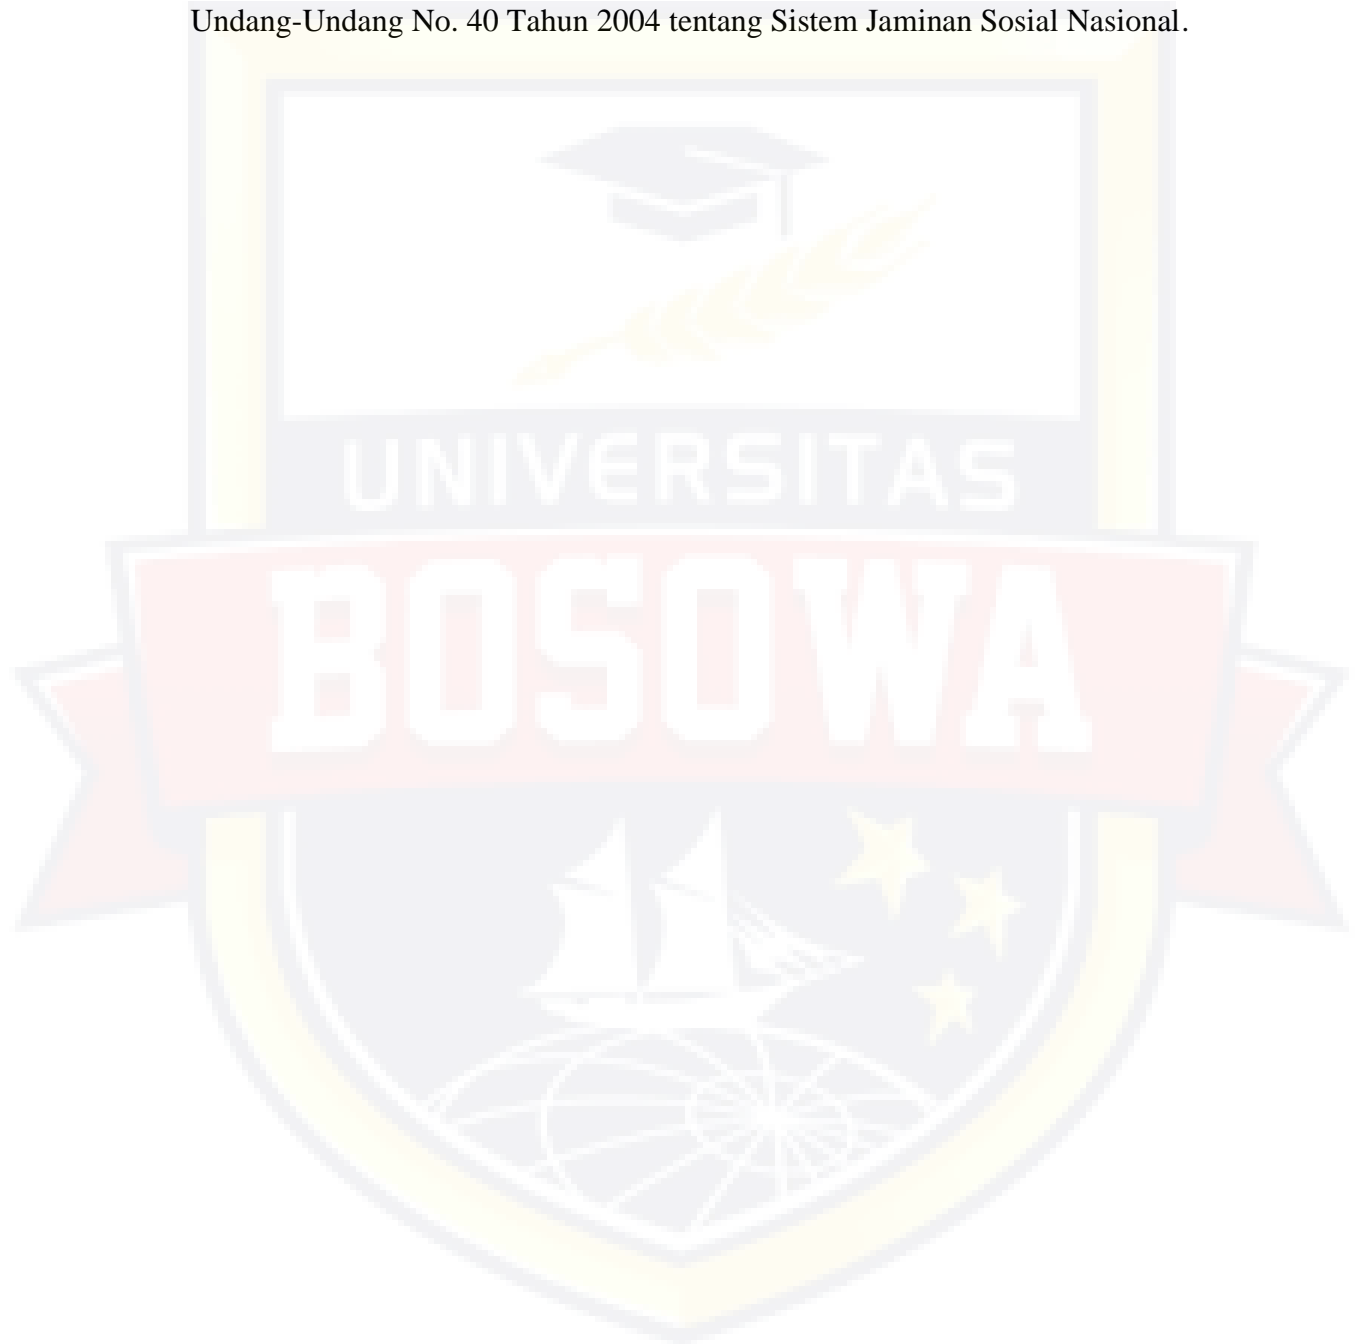 Undang-Undang No. 40 Tahun 2004 tentang Sistem Jaminan Sosial Nasional.
UNIVERSITAS
BOSOWA